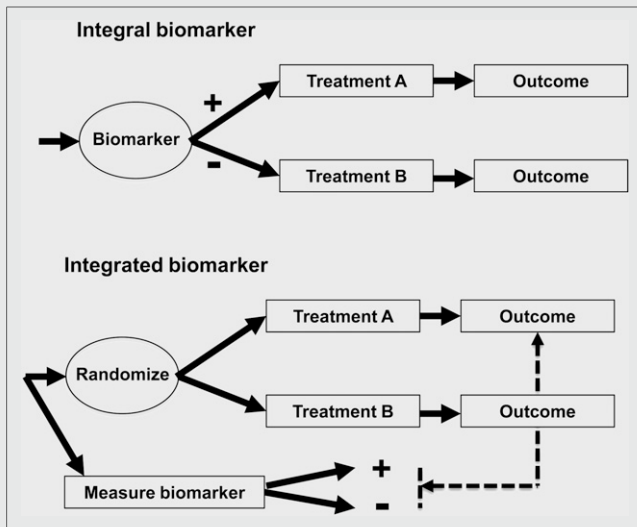 Integral biomarker
+
Treatment A
Outcome
Biomarker
-
Treatment B
Outcome
Integrated biomarker
Treatment A
Outcome
Randomize
Treatment B
Outcome
+
Measure biomarker
-